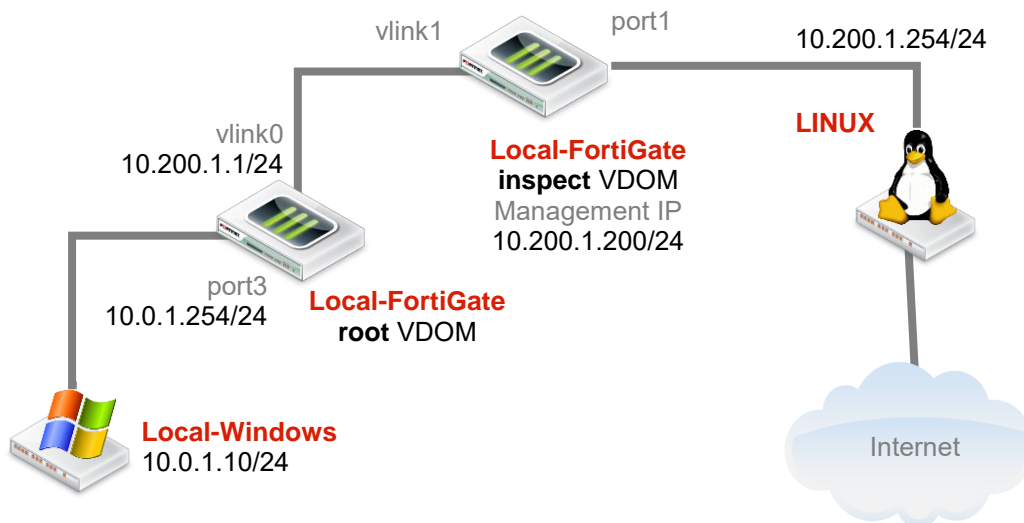 vlink1
port1
10.200.1.254/24
LINUX
vlink0
10.200.1.1/24
Local-FortiGate
inspect VDOM
Management IP
10.200.1.200/24
port3
10.0.1.254/24
Local-FortiGate
root VDOM
Local-Windows
10.0.1.10/24
Internet